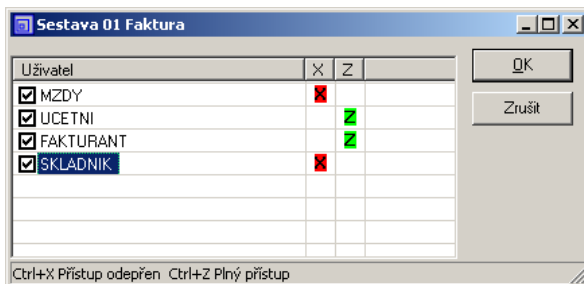 Sestava 01 Faktura
Uživatel X Z
OK
MZDY X
Zrušit
UCETNI Z
FAKTURANT Z
SKLADNIK X
Ctrl+X Přístup odepřen Ctrl+Z Plný přístup